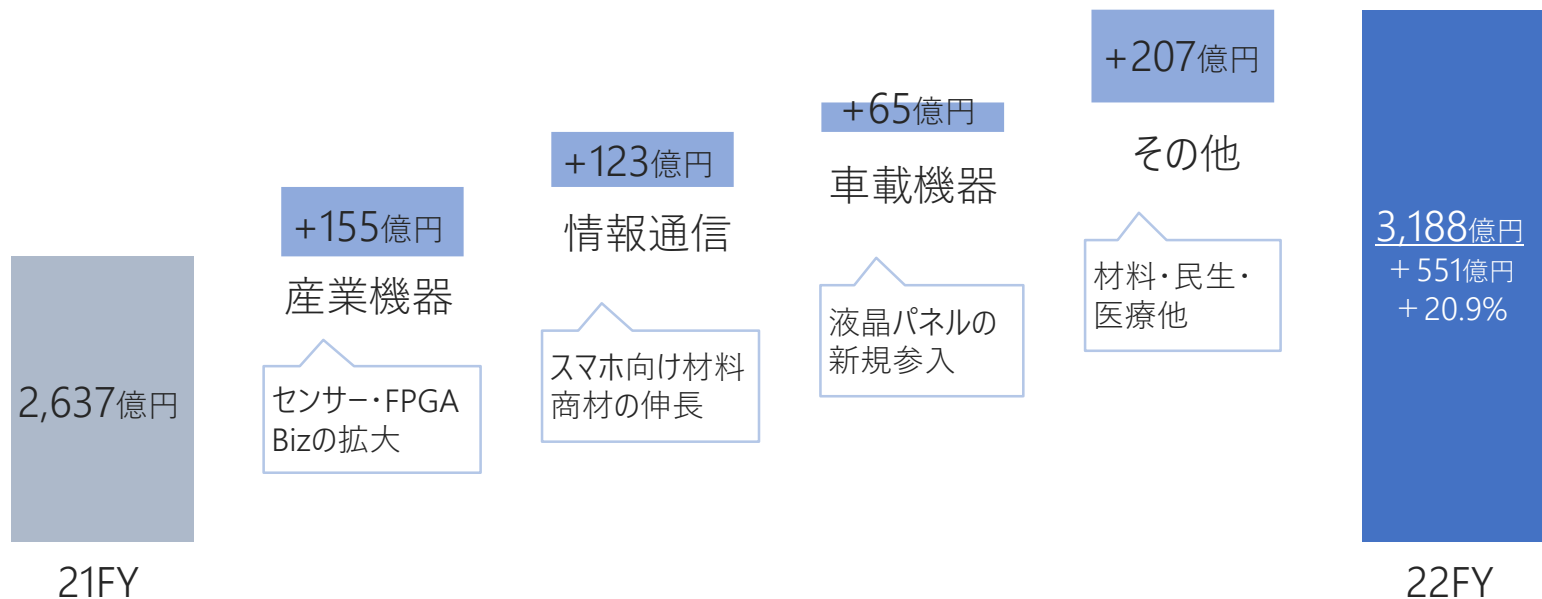 2,637億円
21FY
+155億円
産業機器
センサー・FPGA
Bizの拡大
+123億円
情報通信
スマホ向け材料
商材の伸長
+65億円
車載機器
液晶パネルの
新規参入
+207億円
その他
材料・民生・
医療他
3,188億円
＋551億円
＋20.9%
22FY